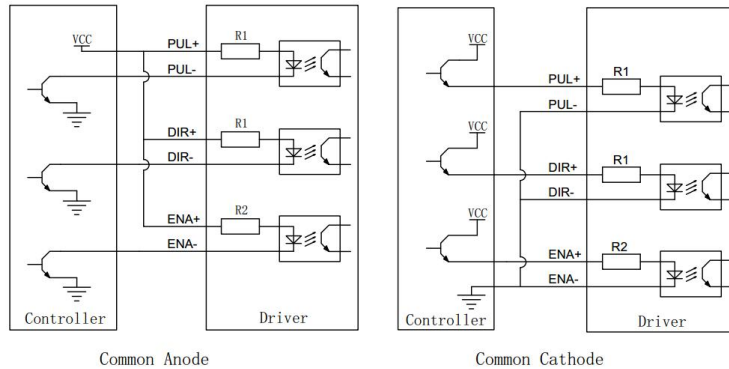 VCC
PUL+
R1
PUL-
DIR+
R1
DIR-
ENA+
R2
ENA-
Controller
Driver
Common Anode
VCC
PUL+
R1
PUL-
VCC
DIR+
R1
DIR-
VCC
ENA+
R2
ENA-
Controller
Driver
Common Cathode